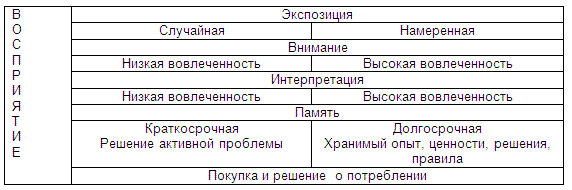 В
О
С
П
Р
И
Я
Т
И
Е
Экспозиция
Случайная Намеренная
Внимание
Низкая вовлеченность Высокая вовлеченность
Интерпретация
Низкая вовлеченность Высокая вовлеченность
Память
Краткосрочная
Решение активной проблемы
Долгосрочная
Хранимый опыт, ценности, решения,
правила
Покупка и решение о потреблении